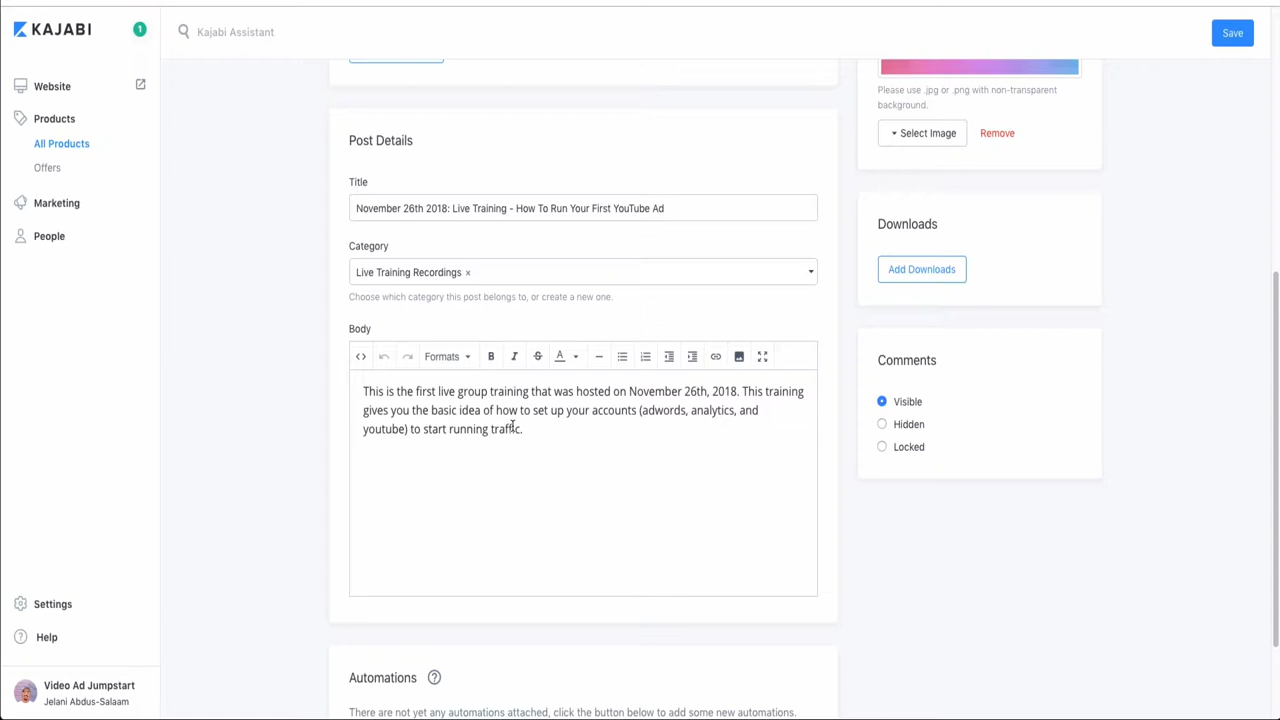 KAJABI
1
Kajabi Assistant
Save
Website
Products
All Products
Offers
Marketing
People
Settings
Help
Video Ad Jumpstart
Jelani Abdus-Salaam
Post Details
Title
November 26th 2018: Live Training - How To Run Your First YouTube Ad
Category
Live Training Recordings ×
Choose which category this post belongs to, or create a new one.
Body
Formats B I S A
This is the first live group training that was hosted on November 26th, 2018. This training
gives you the basic idea of how to set up your accounts (adwords, analytics, and
youtube) to start running traffic.
Automations ?
There are not yet any automations attached, click the button below to add some new automations.
Please use .jpg or .png with non-transparent
background.
Select Image
Remove
Downloads
Add Downloads
Comments
Visible
Hidden
Locked